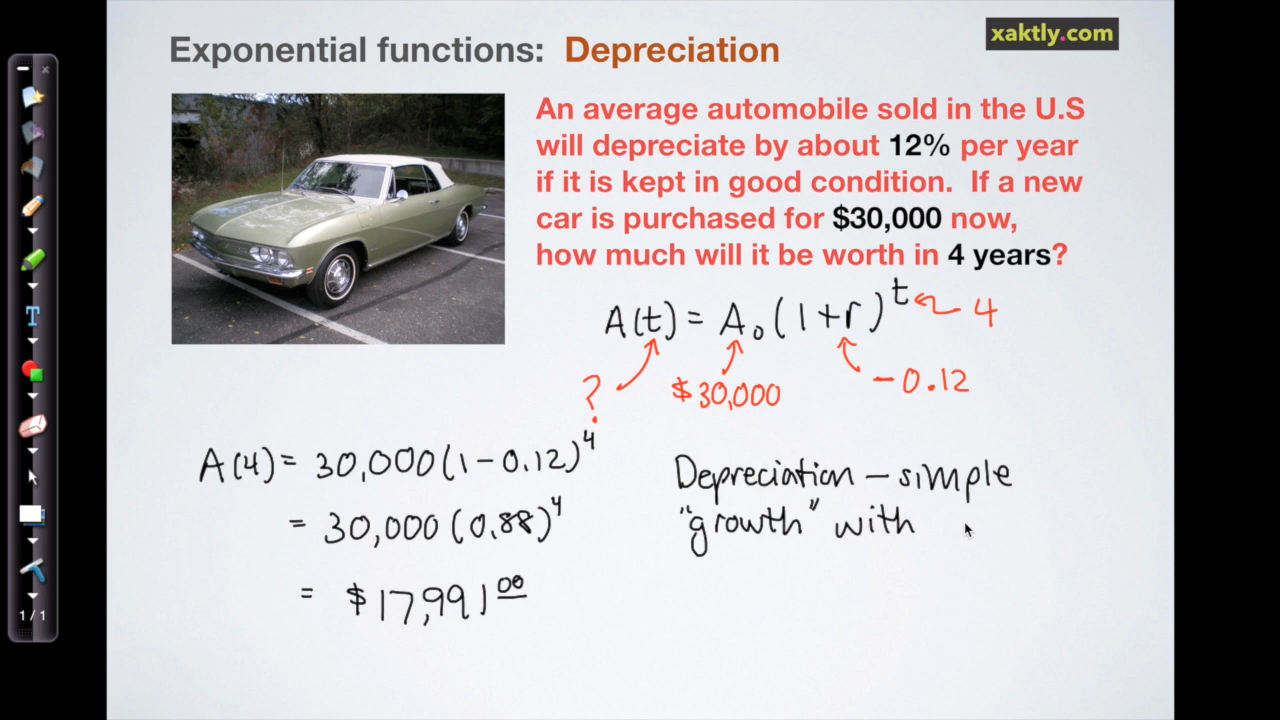 Exponential functions: Depreciation
xaktly.com
An average automobile sold in the U.S
will depreciate by about 12% per year
if it is kept in good condition. If a new
car is purchased for $30,000 now,
how much will it be worth in 4 years?
A(t) = A₀(1+r)ᵗ
4
?
$30,000
-0.12
A(4) = 30,000(1-0.12)⁴
= 30,000(0.88)⁴
= $17,991⁰⁰
Depreciation - simple
"growth" with
T
1/1